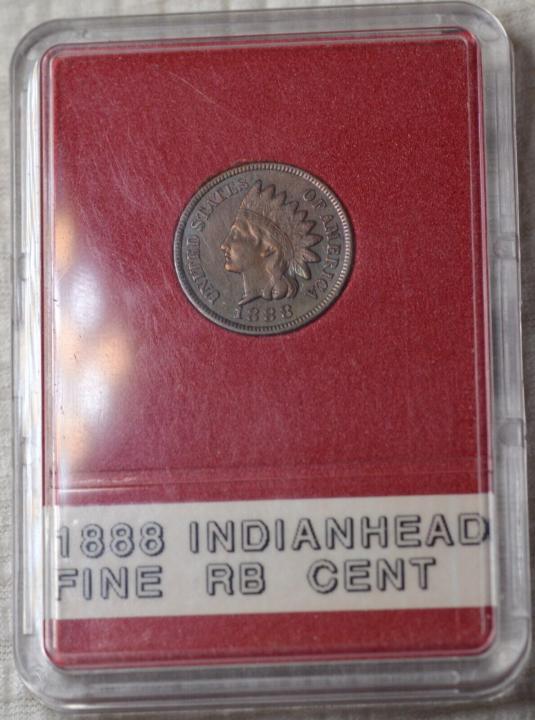 UNITED STATES OF AMERICA
1888
1888 INDIANHEAD
FINE RB CENT